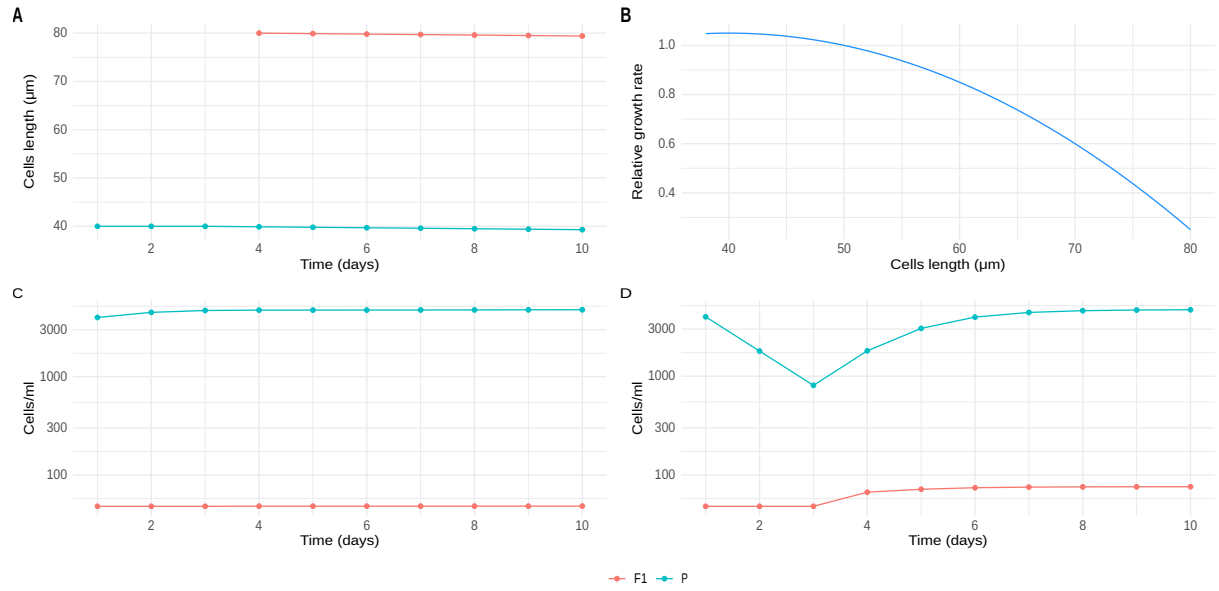 A
80
70
60
50
40
Cells length (μm)
2 4 6 8 10
Time (days)
B
1.0
0.8
0.6
0.4
Relative growth rate
40 50 60 70 80
Cells length (μm)
C
3000
1000
300
100
Cells/ml
2 4 6 8 10
Time (days)
D
3000
1000
300
100
Cells/ml
2 4 6 8 10
Time (days)
F1 P